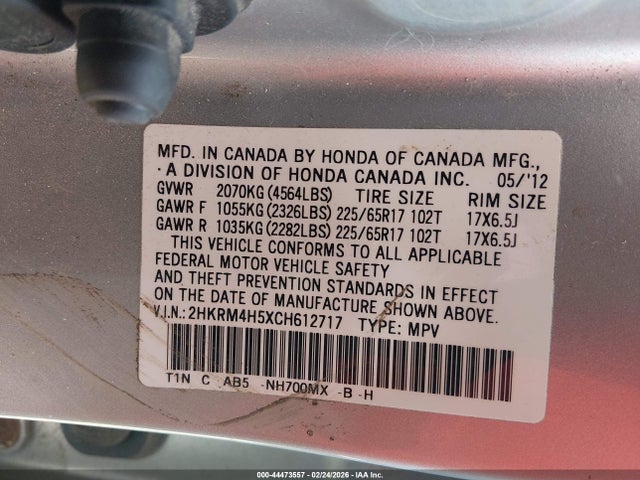 MFD. IN CANADA BY HONDA OF CANADA MFG.,
A DIVISION OF HONDA CANADA INC. 05/'12
GVWR 2070KG(4564LBS) TIRE SIZE RIM SIZE
GAWR F 1055KG(2326LBS) 225/65R17 102T 17X6.5J
GAWR R 1035KG(2282LBS) 225/65R17 102T 17X6.5J
THIS VEHICLE CONFORMS TO ALL APPLICABLE
FEDERAL MOTOR VEHICLE SAFETY
AND THEFT PREVENTION STANDARDS IN EFFECT
ON THE DATE OF MANUFACTURE SHOWN ABOVE.
V.I.N.: 2HKRM4H5XCH612717 TYPE: MPV
T1N C AB5 -NH700MX -B -H
000-44473557 | 02/24/2026 | IAA Inc.